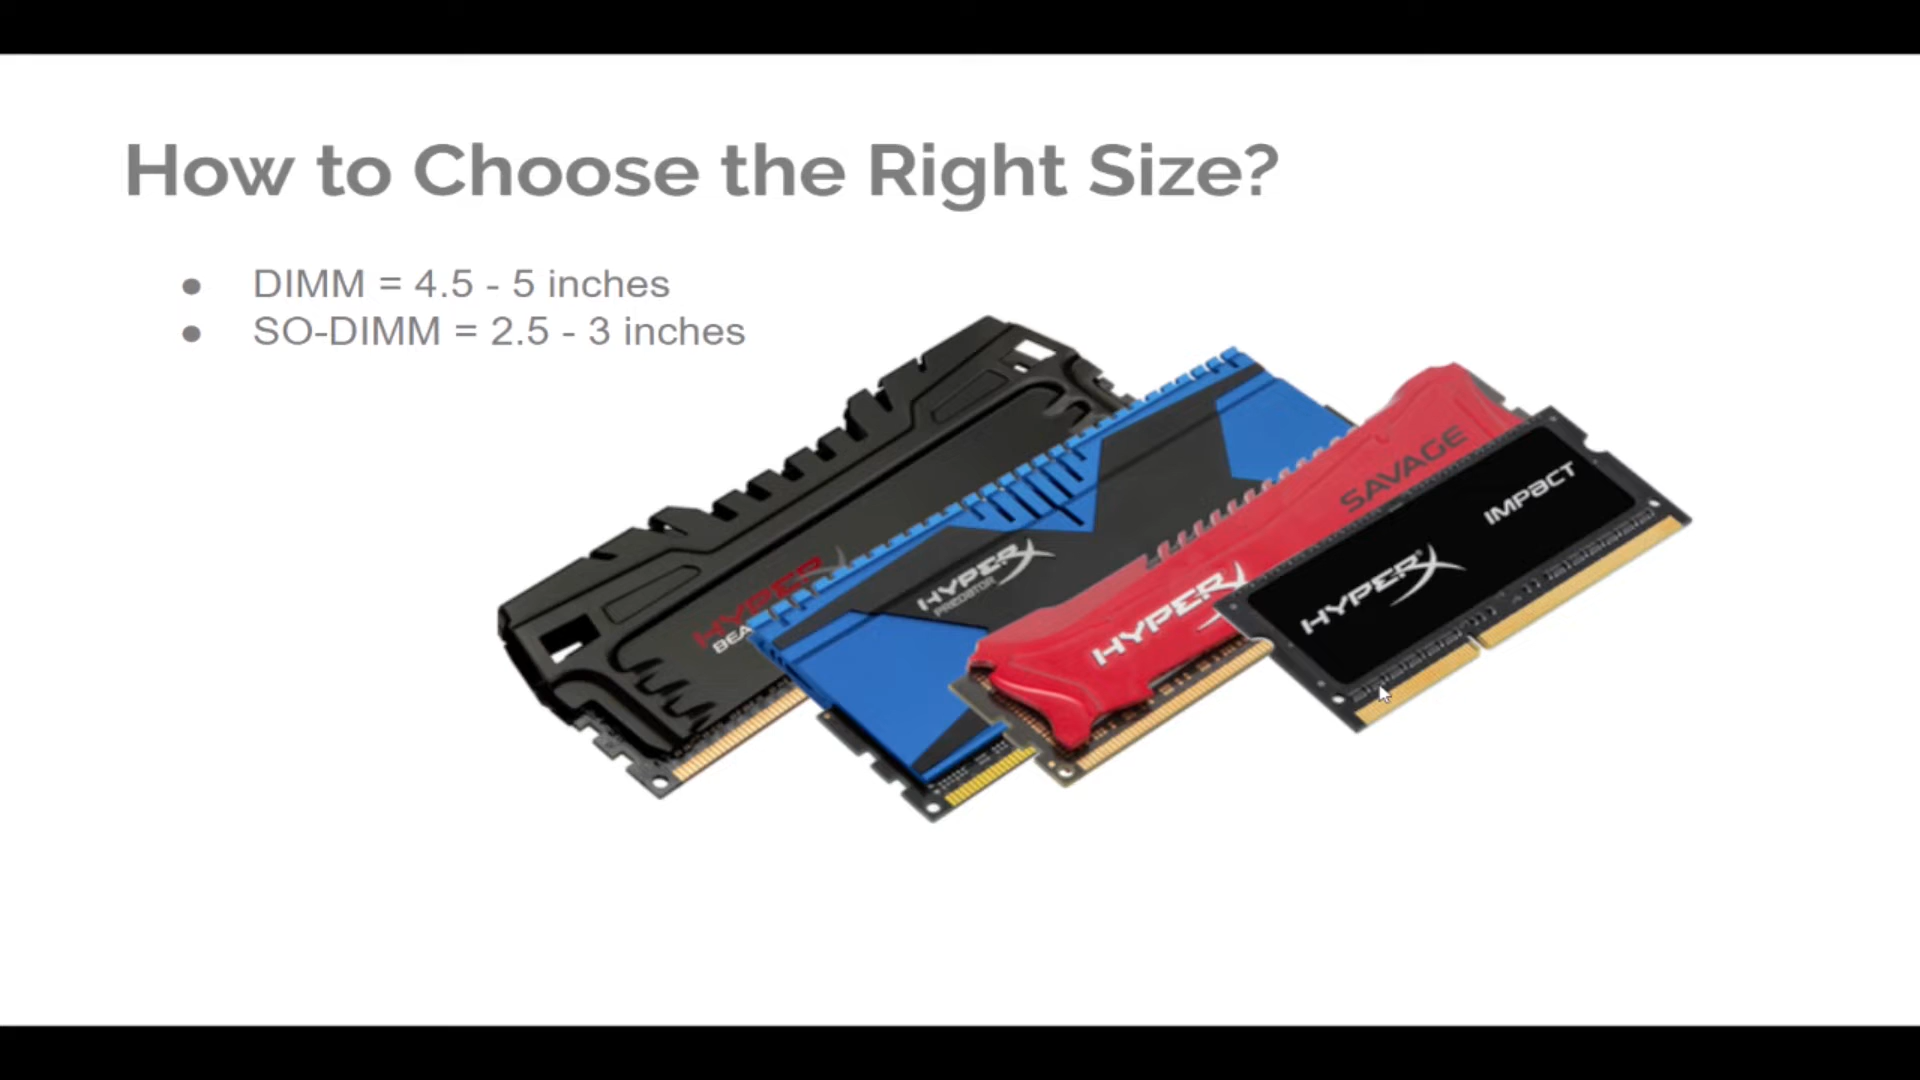 How to Choose the Right Size?
● DIMM = 4.5 - 5 inches
● SO-DIMM = 2.5 - 3 inches
HYPERX
HYPERX
PREDATOR
SAVAGE
HYPERX
IMPACT
HYPERX